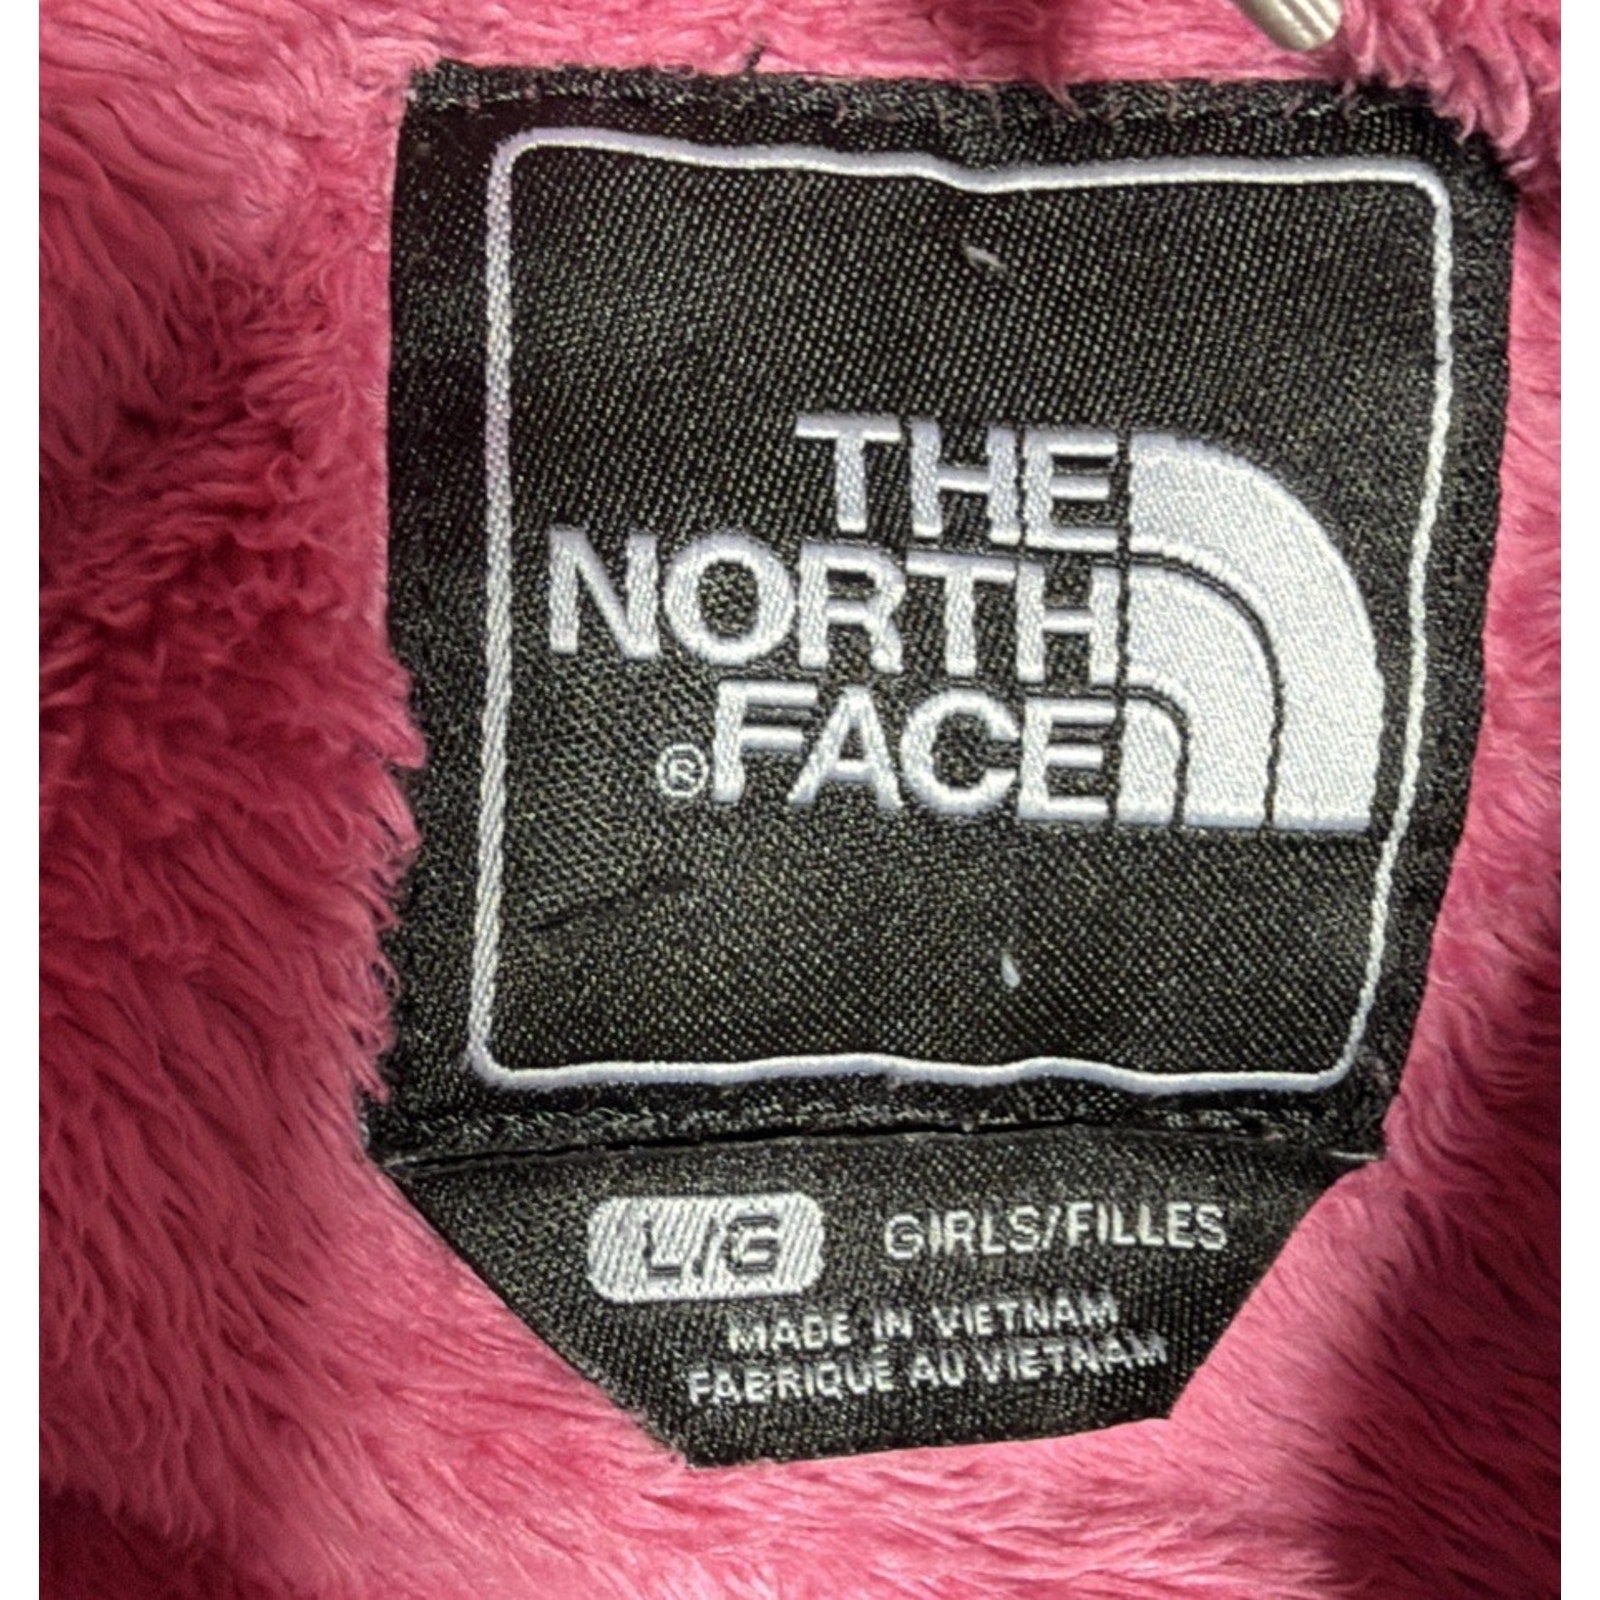 THE
NORTH
® FACE
L/G GIRLS/FILLES
MADE IN VIETNAM
FABRIQUÉ AU VIETNAM